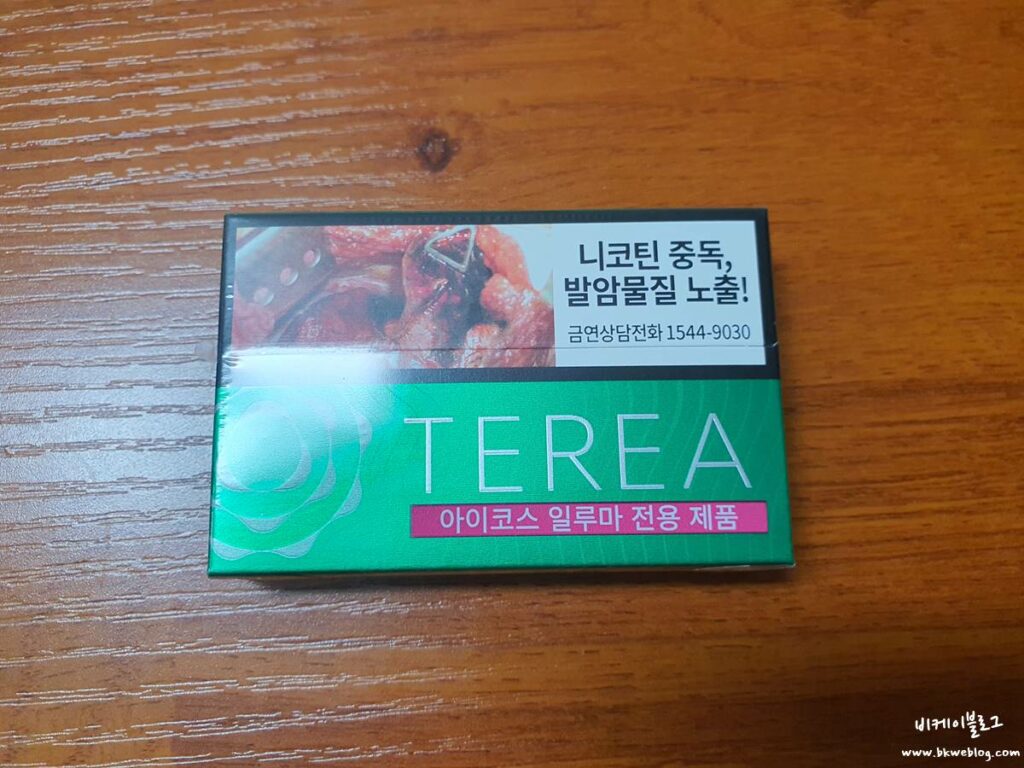 니코틴 중독,
발암물질 노출!
금연상담전화 1544-9030
TEREA
아이코스 일루마 전용 제품
비케이블로그
www.bkweblog.com